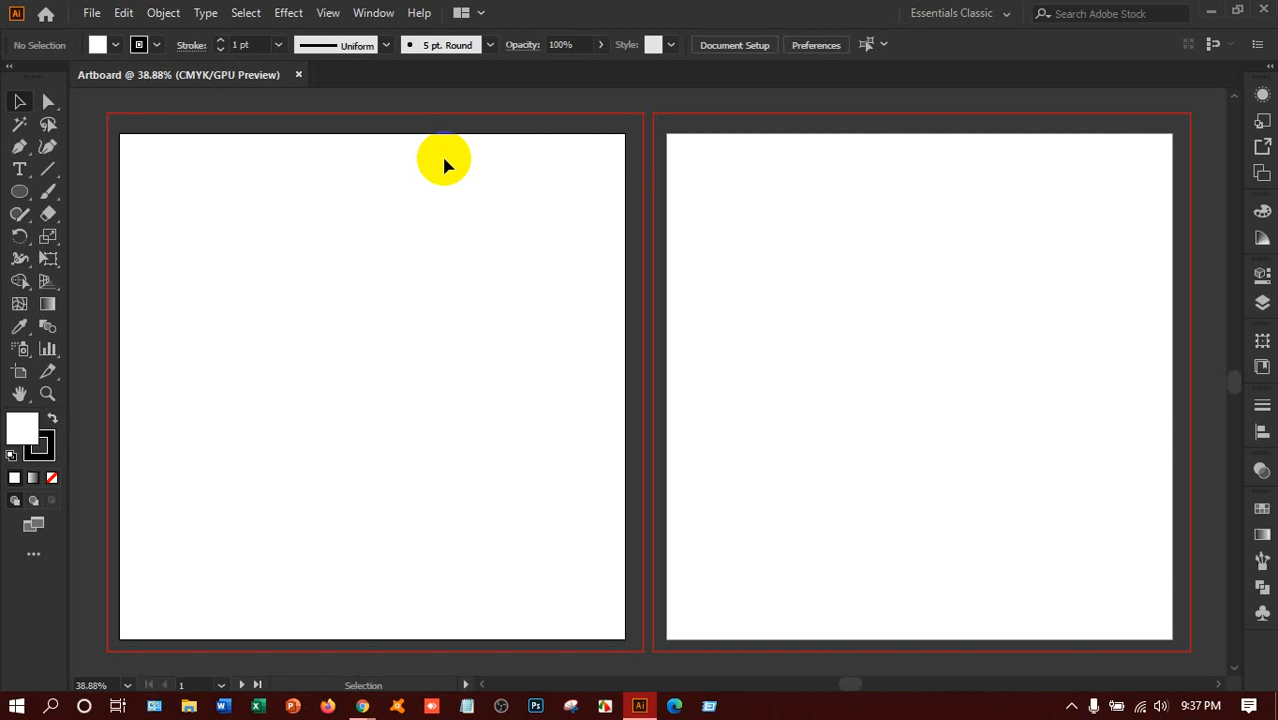 Ai File Edit Object Type Select Effect View Window Help Essentials Classic Search Adobe Stock
No Selection Stroke: 1 pt Uniform 5 pt. Round Opacity: 100% Style: Document Setup Preferences
Artboard @ 38.88% (CMYK/GPU Preview)
38.88% 1 Selection
Ps Ai 9:37 PM